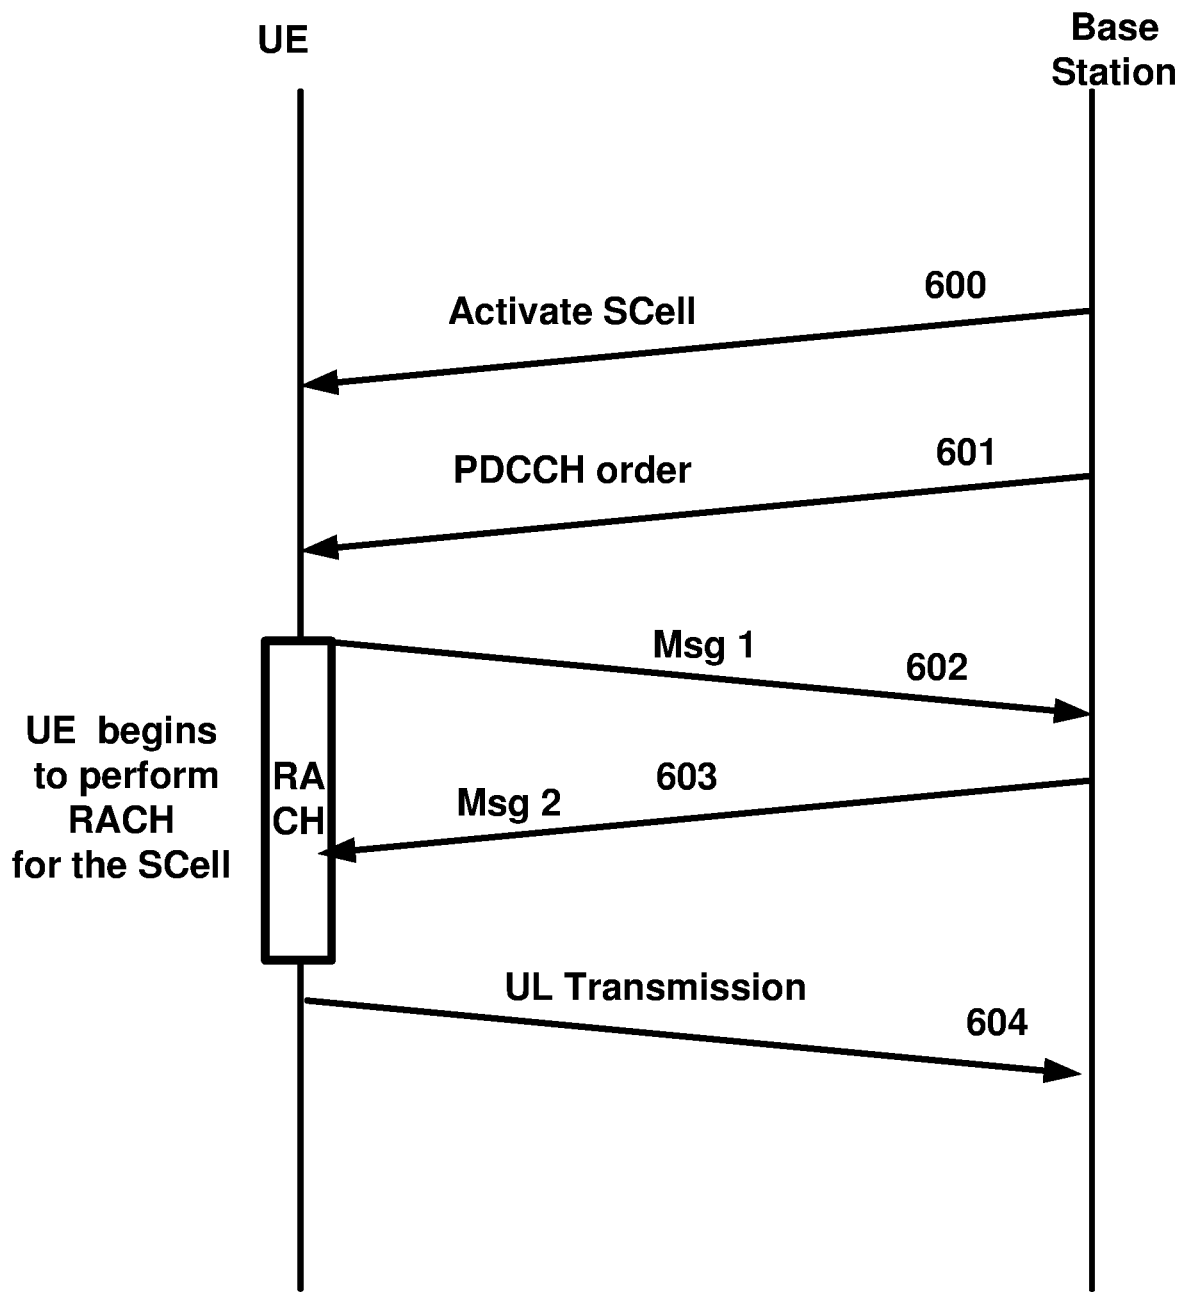 UE
Base
Station
600
Activate SCell
601
PDCCH order
Msg 1
602
UE begins
to perform
RACH
for the SCell
RA
CH
603
Msg 2
UL Transmission
604